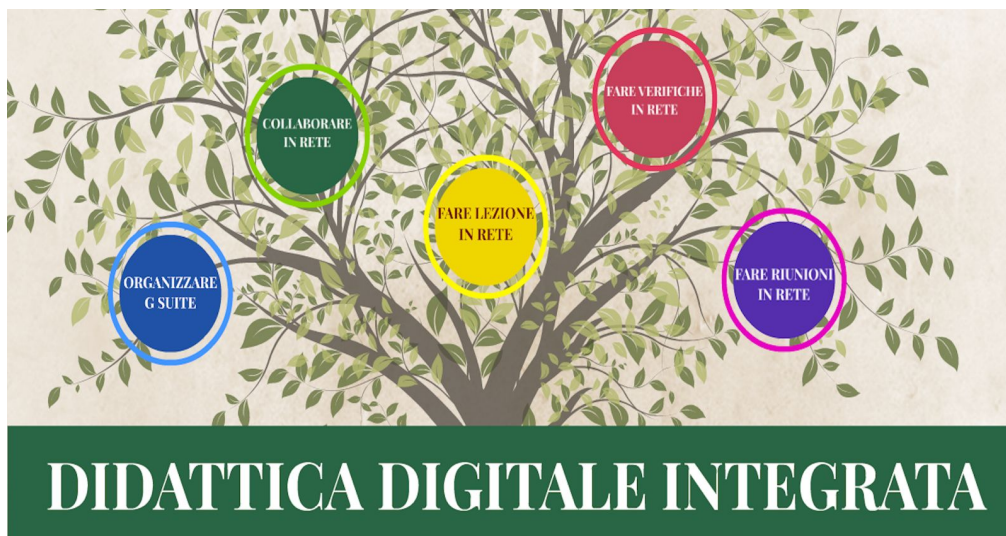 COLLABORARE
IN RETE
FARE VERIFICHE
IN RETE
FARE LEZIONE
IN RETE
ORGANIZZARE
G SUITE
FARE RIUNIONI
IN RETE
DIDATTICA DIGITALE INTEGRATA